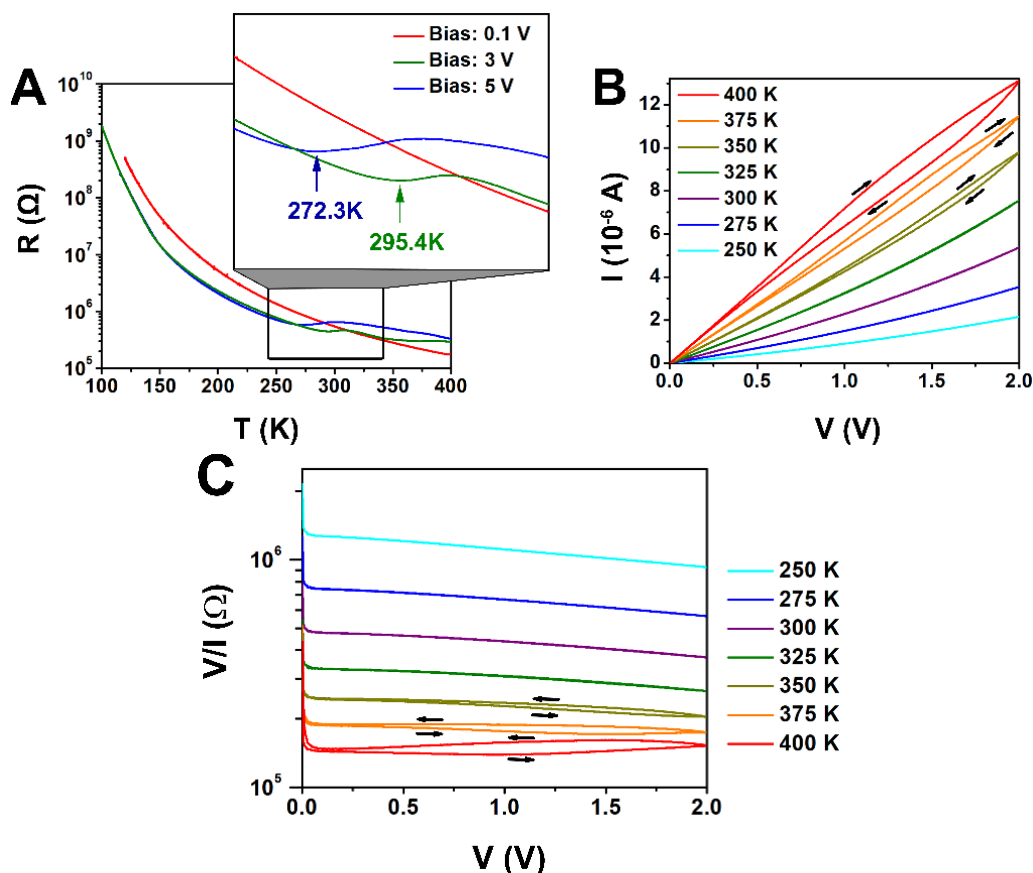 A
Bias: 0.1 V
Bias: 3 V
Bias: 5 V
272.3K
295.4K
10^10
10^9
10^8
10^7
10^6
10^5
R (Ω)
100 150 200 250 300 350 400
T (K)
B
400 K
375 K
350 K
325 K
300 K
275 K
250 K
12
10
8
6
4
2
0
I (10^-6 A)
0.0 0.5 1.0 1.5 2.0
V (V)
C
10^6
10^5
V/I (Ω)
0.0 0.5 1.0 1.5 2.0
V (V)
250 K
275 K
300 K
325 K
350 K
375 K
400 K